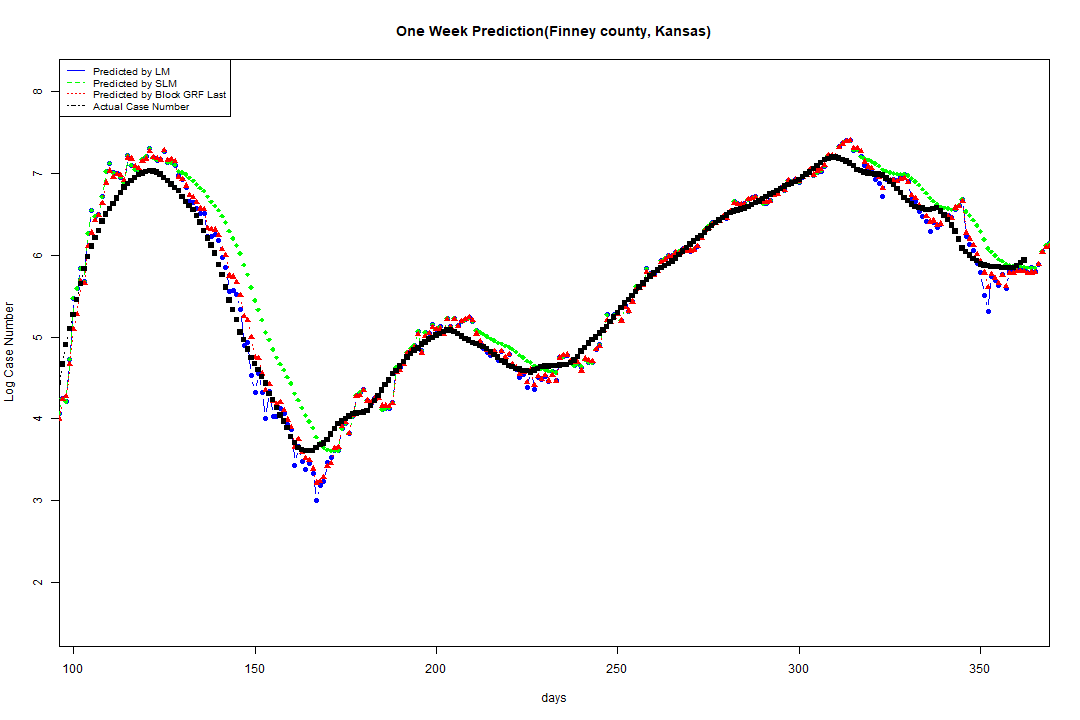 One Week Prediction(Finney county, Kansas)
Predicted by LM
Predicted by SLM
Predicted by Block GRF Last
Actual Case Number
8
7
6
5
4
3
2
Log Case Number
100 150 200 250 300 350
days